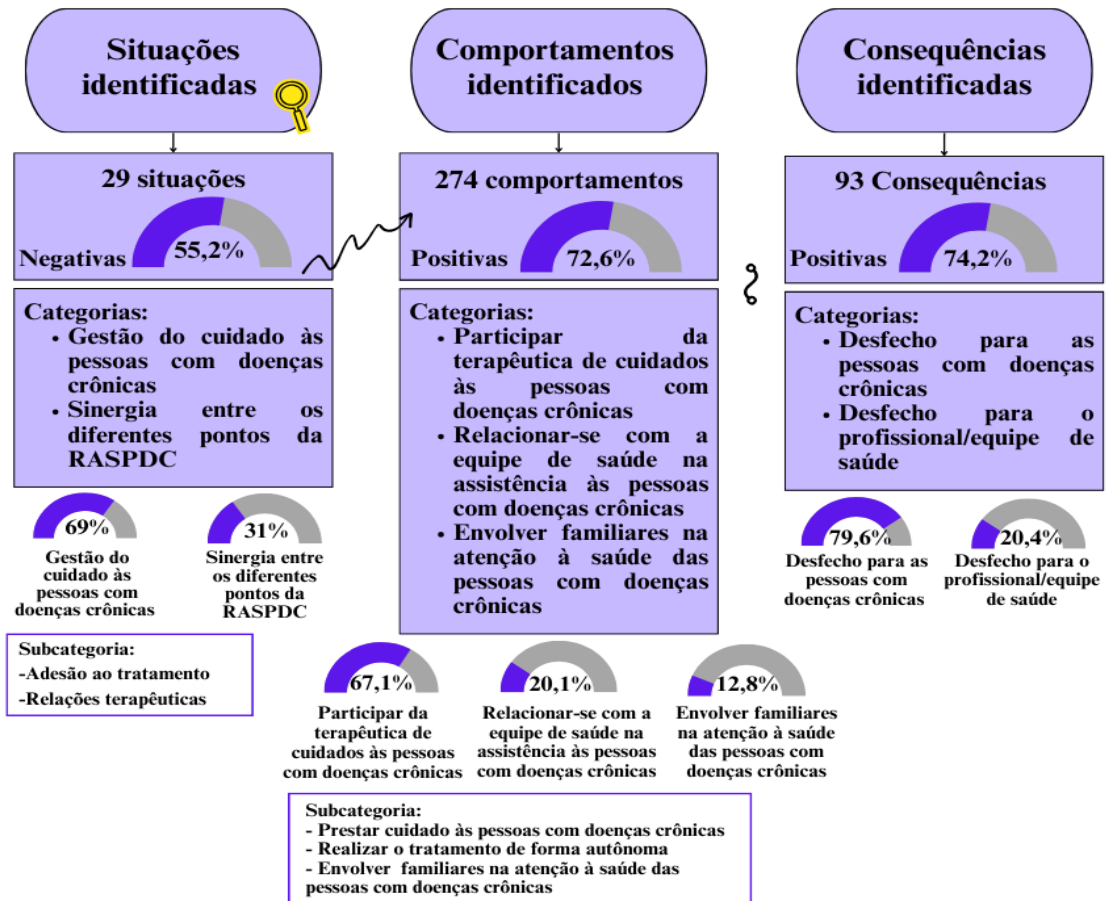 Situações
identificadas
29 situações
Negativas
55,2%
Categorias:
• Gestão do cuidado às
pessoas com doenças
crônicas
• Sinergia entre os
diferentes pontos da
RASPDC
69%
Gestão do
cuidado às
pessoas com
doenças crônicas
31%
Sinergia entre
os diferentes
pontos da
RASPDC
Subcategoria:
-Adesão ao tratamento
-Relações terapêuticas
Comportamentos
identificados
274 comportamentos
Positivas
72,6%
Categorias:
• Participar da
terapêutica de cuidados
às pessoas com
doenças crônicas
• Relacionar-se com a
equipe de saúde na
assistência às pessoas
com doenças crônicas
• Envolver familiares na
atenção à saúde das
pessoas com doenças
crônicas
67,1%
Participar da
terapêutica de
cuidados às pessoas
com doenças crônicas
20,1%
Relacionar-se com a
equipe de saúde na
assistência às pessoas
com doenças crônicas
12,8%
Envolver familiares
na atenção à saúde
das pessoas com
doenças crônicas
Subcategoria:
- Prestar cuidado às pessoas com doenças crônicas
- Realizar o tratamento de forma autônoma
- Envolver familiares na atenção à saúde das
pessoas com doenças crônicas
Consequências
identificadas
93 Consequências
Positivas
74,2%
Categorias:
• Desfecho para as
pessoas com doenças
crônicas
• Desfecho para o
profissional/equipe de
saúde
79,6%
Desfecho para as
pessoas com
doenças crônicas
20,4%
Desfecho para o
profissional/equipe
de saúde